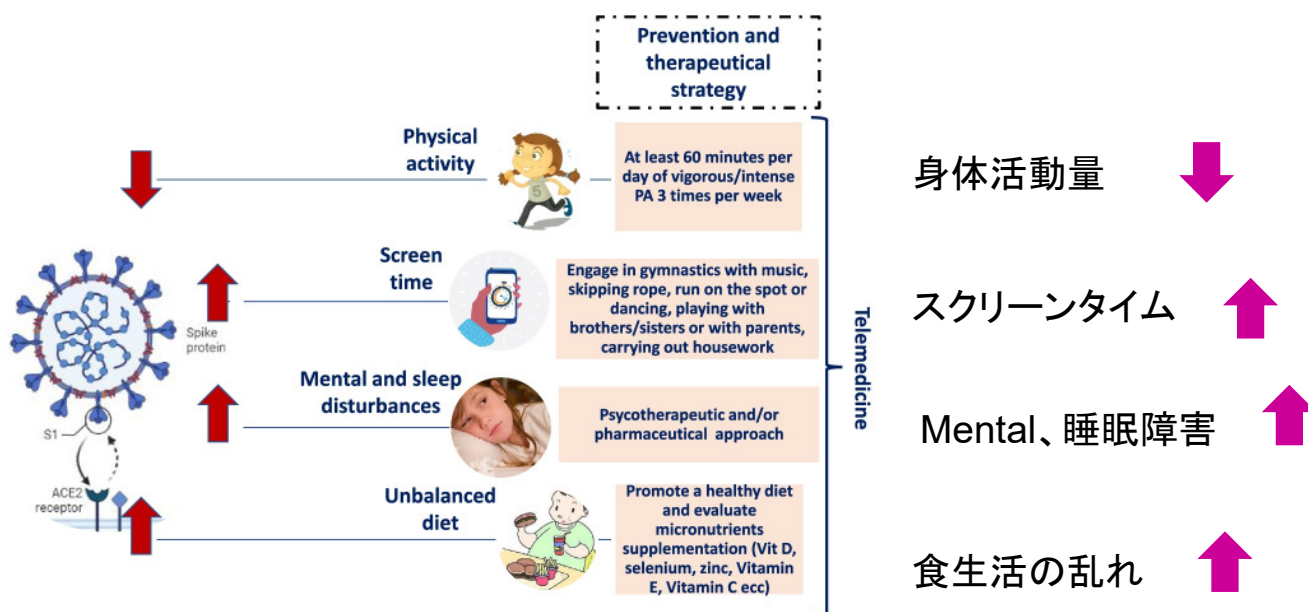 Prevention and
therapeutical
strategy
Physical
activity
5
At least 60 minutes per
day of vigorous/intense
PA 3 times per week
身体活動量
Screen
time
Engage in gymnastics with music,
skipping rope, run on the spot or
dancing, playing with
brothers/sisters or with parents,
carrying out housework
スクリーンタイム
Spike
protein
Mental and sleep
disturbances
Psycotherapeutic and/or
pharmaceutical approach
Mental、睡眠障害
S1
ACE2
receptor
Unbalanced
diet
Promote a healthy diet
and evaluate
micronutrients
supplementation (Vit D,
selenium, zinc, Vitamin
E, Vitamin C ecc)
食生活の乱れ
Telemedicine